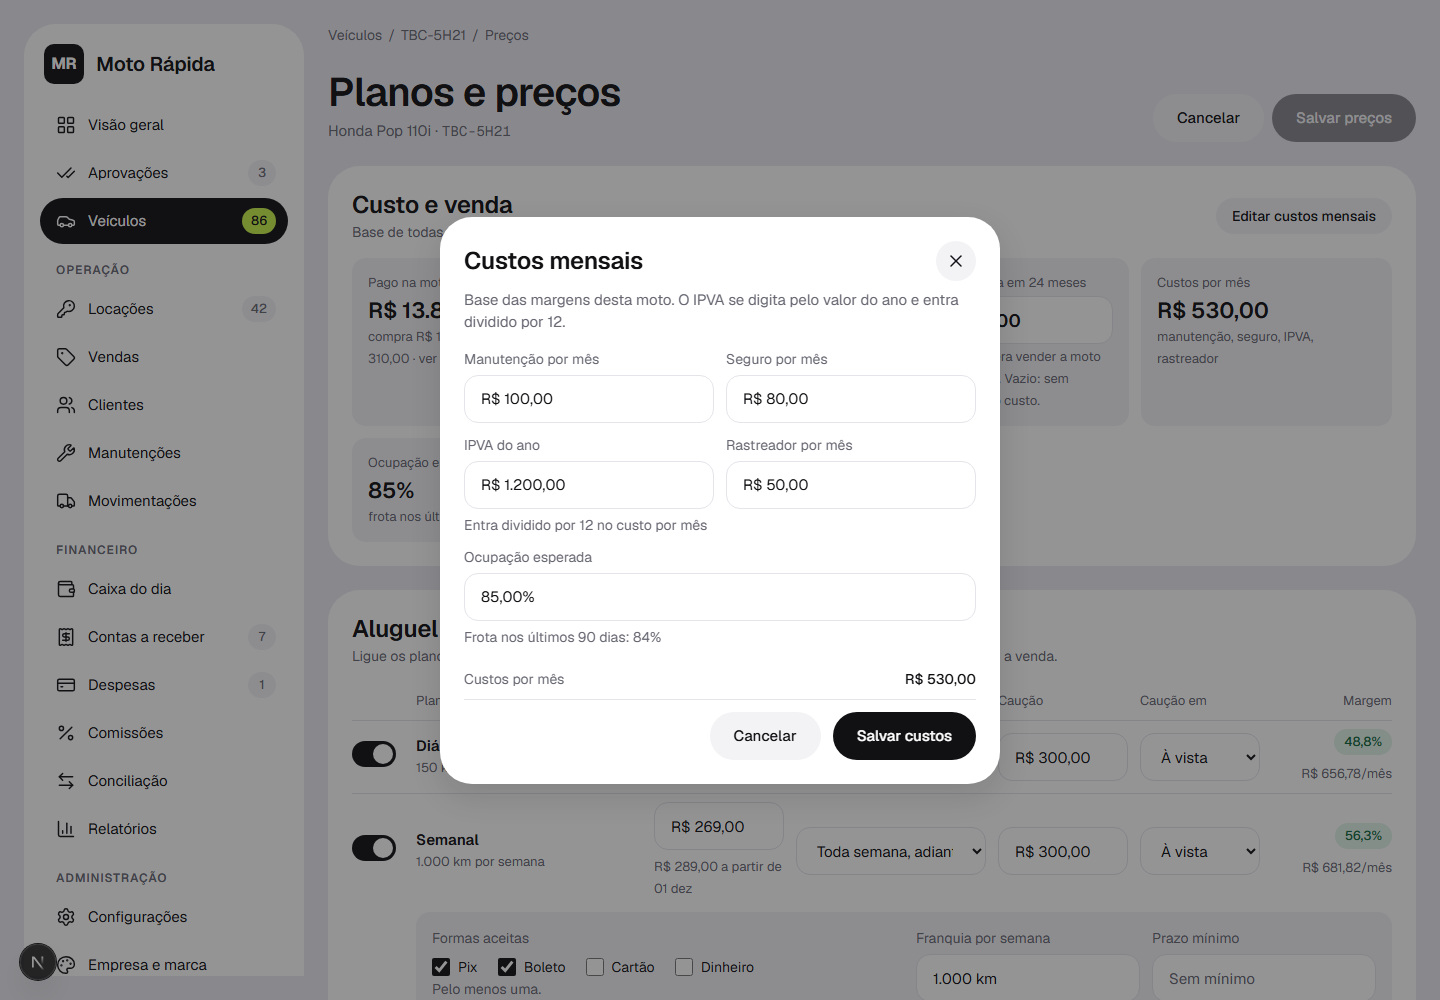 MR Moto Rápida
Visão geral
Aprovações 3
Veículos 86
OPERAÇÃO
Locações 42
Vendas
Clientes
Manutenções
Movimentações
FINANCEIRO
Caixa do dia
Contas a receber 7
Despesas 1
Comissões
Conciliação
Relatórios
ADMINISTRAÇÃO
Configurações
Empresa e marca
N
Veículos / TBC-5H21 / Preços
Planos e preços
Honda Pop 110i · TBC-5H21
Cancelar
Salvar preços
Custo e venda
Base de todas
Editar custos mensais
Pago na mot
R$ 13.8
compra R$ 1
310,00 · ver
a em 24 meses
00
ra vender a moto
Vazio: sem
custo.
Custos por mês
R$ 530,00
manutenção, seguro, IPVA,
rastreador
Ocupação e
85%
frota nos últ
Custos mensais
Base das margens desta moto. O IPVA se digita pelo valor do ano e entra
dividido por 12.
Manutenção por mês
R$ 100,00
Seguro por mês
R$ 80,00
IPVA do ano
R$ 1.200,00
Entra dividido por 12 no custo por mês
Rastreador por mês
R$ 50,00
Ocupação esperada
85,00%
Frota nos últimos 90 dias: 84%
Custos por mês R$ 530,00
Cancelar
Salvar custos
Aluguel
Ligue os plano
a venda.
Plan
Caução
Caução em
Margem
Diá
150 k
R$ 300,00
À vista
48,8%
R$ 656,78/mês
Semanal
1.000 km por semana
R$ 269,00
R$ 289,00 a partir de
01 dez
Toda semana, adian
R$ 300,00
À vista
56,3%
R$ 681,82/mês
Formas aceitas
Pix Boleto Cartão Dinheiro
Pelo menos uma.
Franquia por semana
1.000 km
Prazo mínimo
Sem mínimo